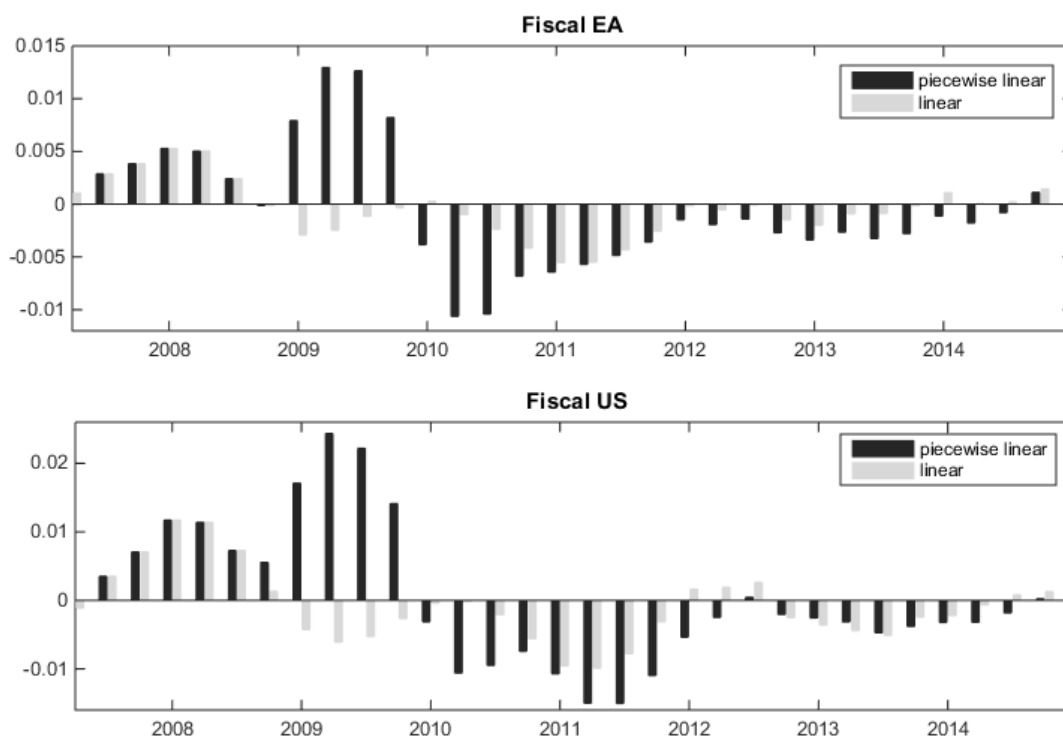 Fiscal EA
0.015
0.01
0.005
0
-0.005
-0.01
piecewise linear
linear
2008 2009 2010 2011 2012 2013 2014
Fiscal US
0.02
0.01
0
-0.01
piecewise linear
linear
2008 2009 2010 2011 2012 2013 2014